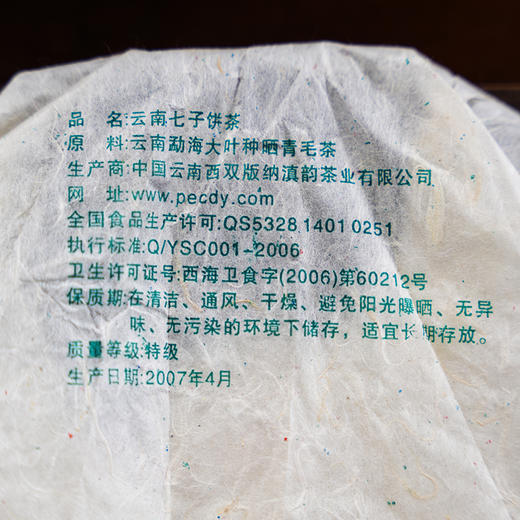 品　名:云南七子饼茶
原　料:云南勐海大叶种晒青毛茶
生产商:中国云南西双版纳滇韵茶业有限公司
网　址:www.pecdy.com
全国食品生产许可:QS5328 1401 0251
执行标准:Q/YSC001-2006
卫生许可证号:西海卫食字(2006)第60212号
保质期:在清洁、通风、干燥、避免阳光曝晒、无异
味、无污染的环境下储存，适宜长期存放。
质量等级:特级
生产日期:2007年4月